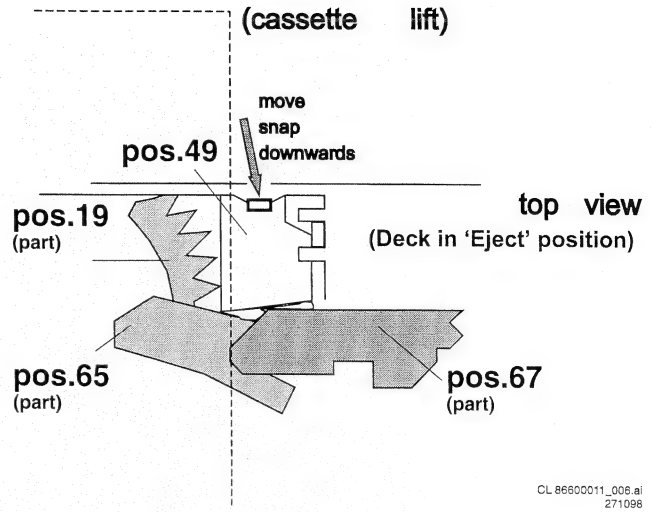 (cassette lift)
move
snap
downwards
pos.49
pos.19
(part)
top view
(Deck in ‘Eject’ position)
pos.65
(part)
pos.67
(part)
CL 86600011_006.ai
271098